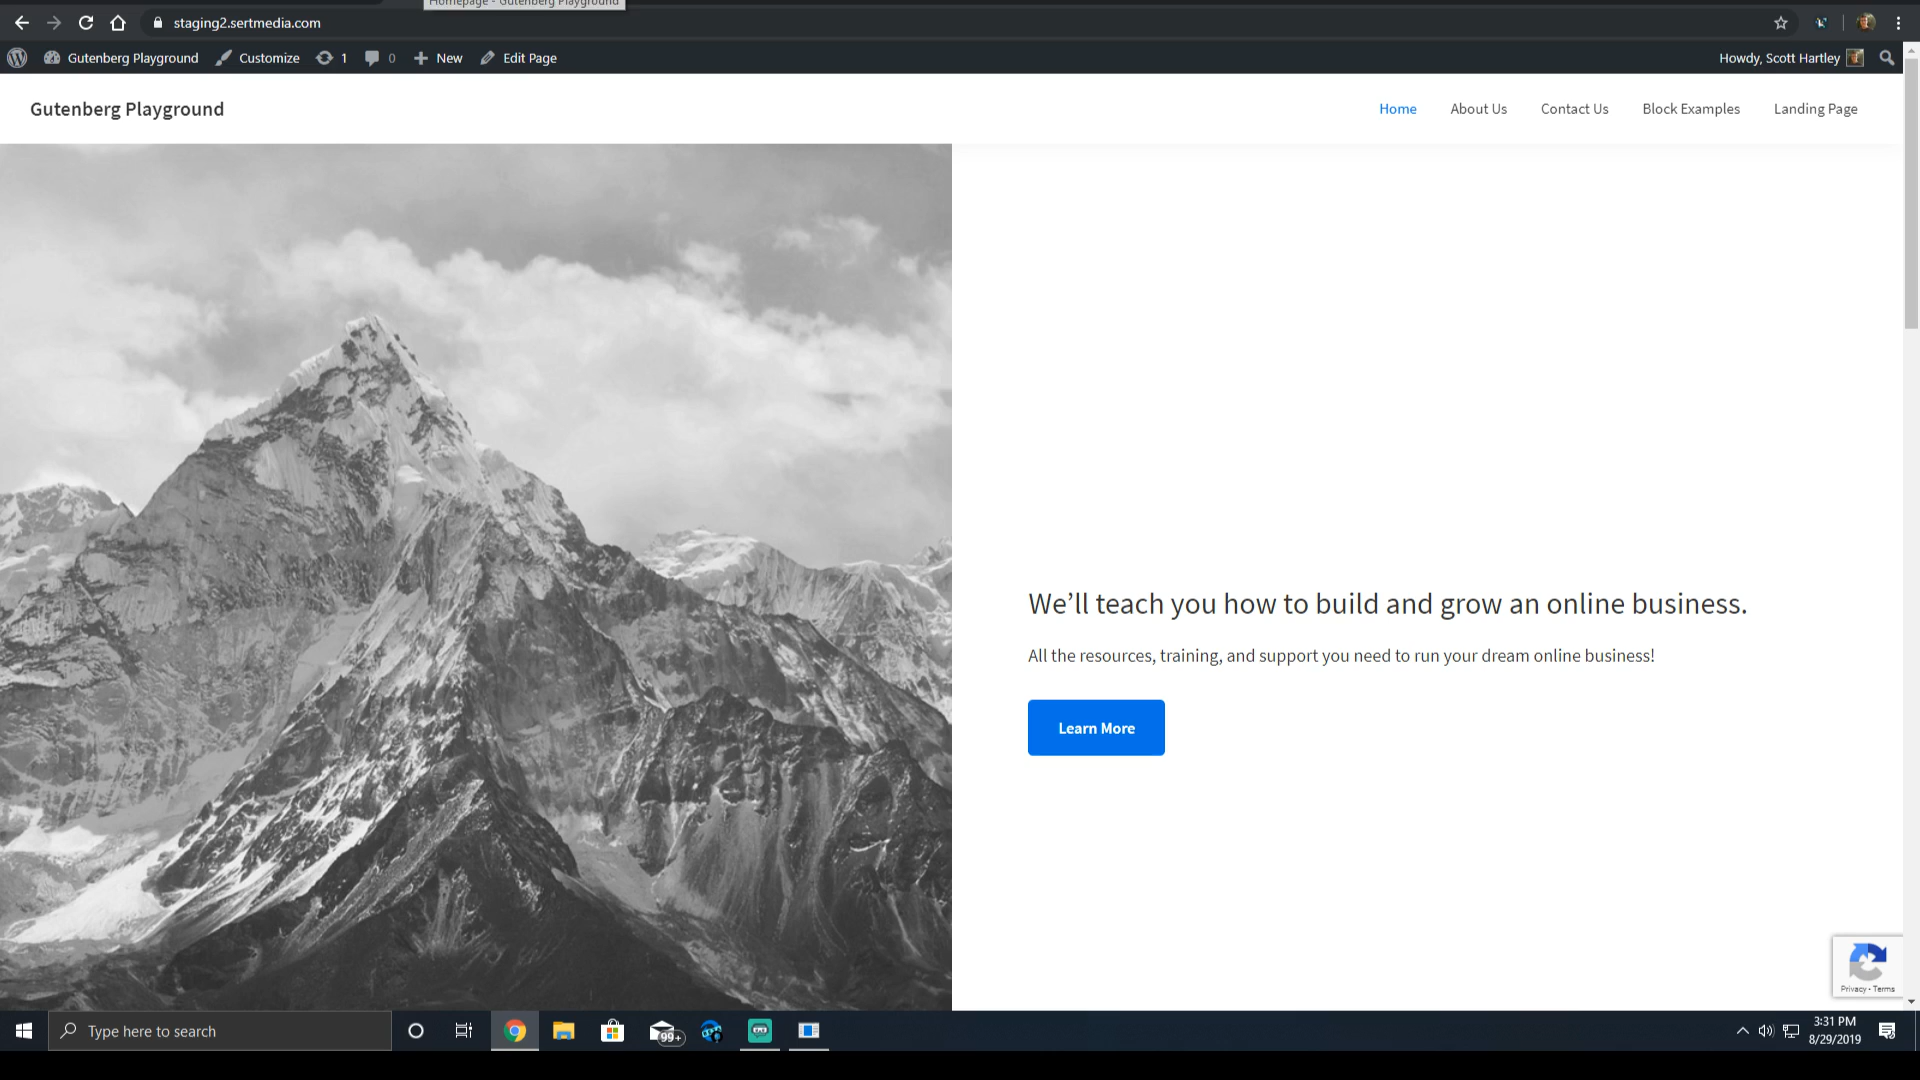 Homepage - Gutenberg Playground
staging2.sertmedia.com
Gutenberg Playground Customize 1 0 New Edit Page Howdy, Scott Hartley
Gutenberg Playground Home About Us Contact Us Block Examples Landing Page
We’ll teach you how to build and grow an online business.
All the resources, training, and support you need to run your dream online business!
Learn More
Privacy • Terms
Type here to search 99+ 3:31 PM
8/29/2019